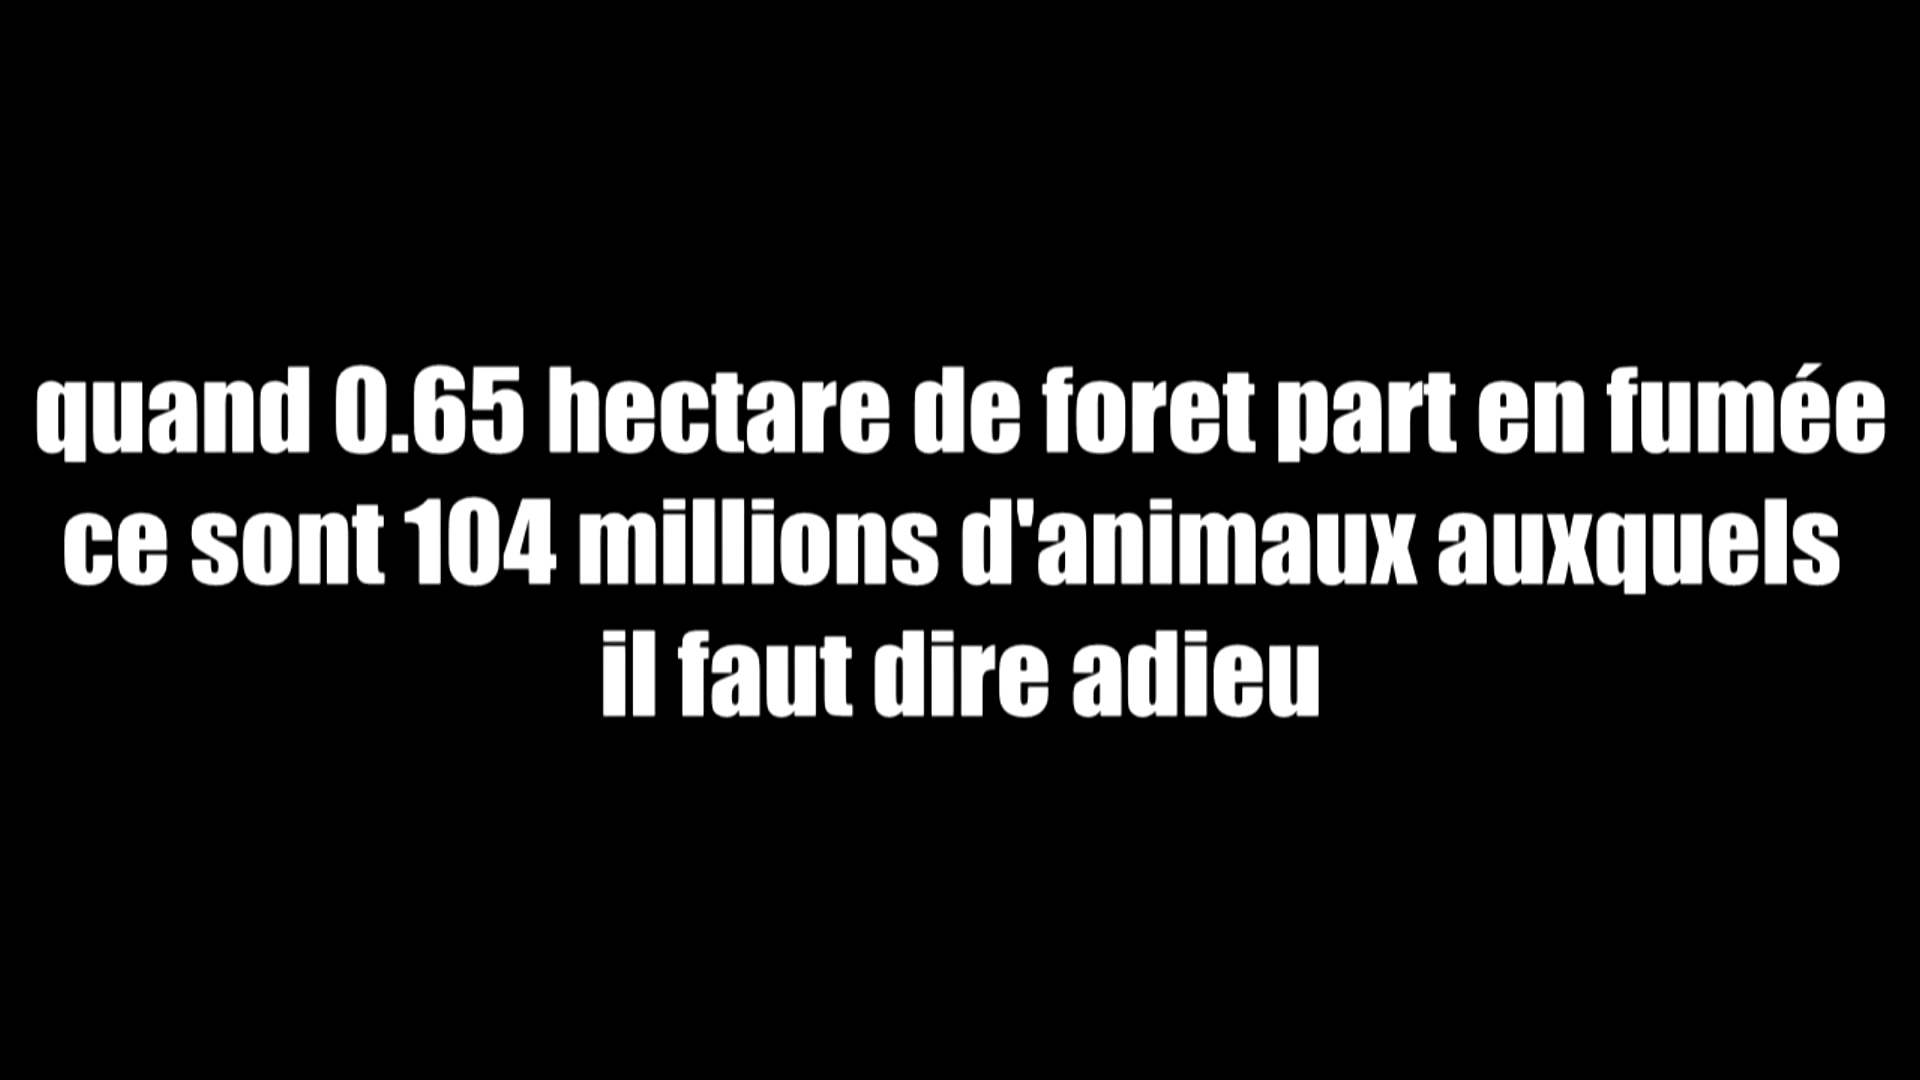 quand 0.65 hectare de foret part en fumée
ce sont 104 millions d'animaux auxquels
il faut dire adieu